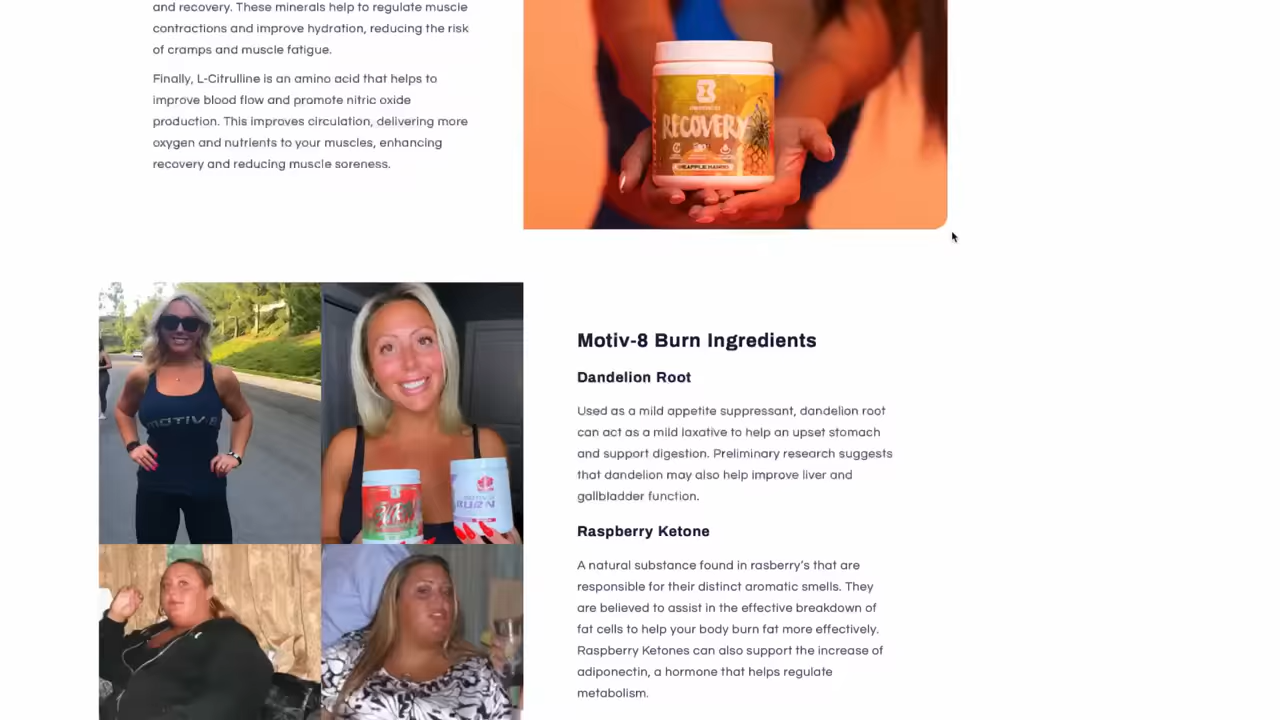 and recovery. These minerals help to regulate muscle
contractions and improve hydration, reducing the risk
of cramps and muscle fatigue.
Finally, L-Citrulline is an amino acid that helps to
improve blood flow and promote nitric oxide
production. This improves circulation, delivering more
oxygen and nutrients to your muscles, enhancing
recovery and reducing muscle soreness.
RECOVERY
MOTIV-8
BURN
Motiv-8 Burn Ingredients
Dandelion Root
Used as a mild appetite suppressant, dandelion root
can act as a mild laxative to help an upset stomach
and support digestion. Preliminary research suggests
that dandelion may also help improve liver and
gallbladder function.
Raspberry Ketone
A natural substance found in rasberry’s that are
responsible for their distinct aromatic smells. They
are believed to assist in the effective breakdown of
fat cells to help your body burn fat more effectively.
Raspberry Ketones can also support the increase of
adiponectin, a hormone that helps regulate
metabolism.